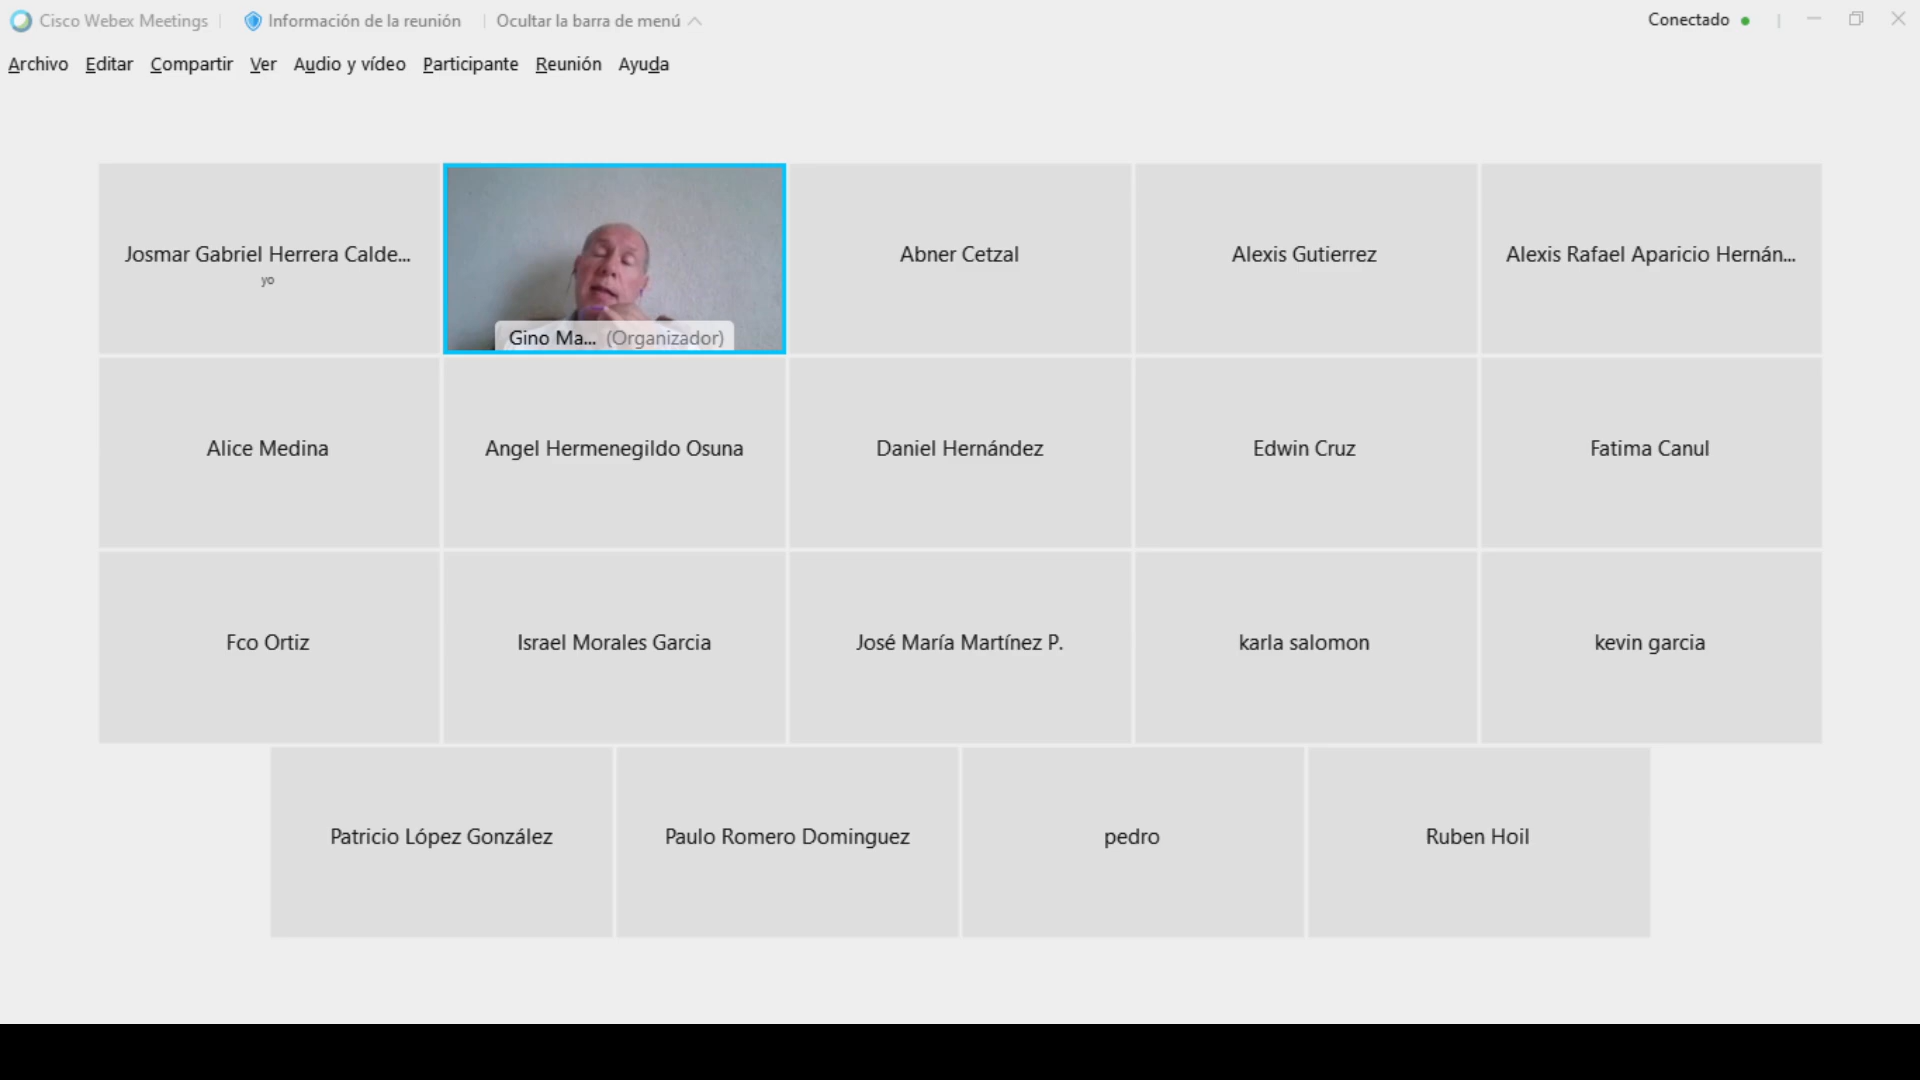 Cisco Webex Meetings | Información de la reunión | Ocultar la barra de menú
Conectado
Archivo Editar Compartir Ver Audio y vídeo Participante Reunión Ayuda
Josmar Gabriel Herrera Calde...
yo
Gino Ma... (Organizador)
Abner Cetzal
Alexis Gutierrez
Alexis Rafael Aparicio Hernán...
Alice Medina
Angel Hermenegildo Osuna
Daniel Hernández
Edwin Cruz
Fatima Canul
Fco Ortiz
Israel Morales Garcia
José María Martínez P.
karla salomon
kevin garcia
Patricio López González
Paulo Romero Dominguez
pedro
Ruben Hoil